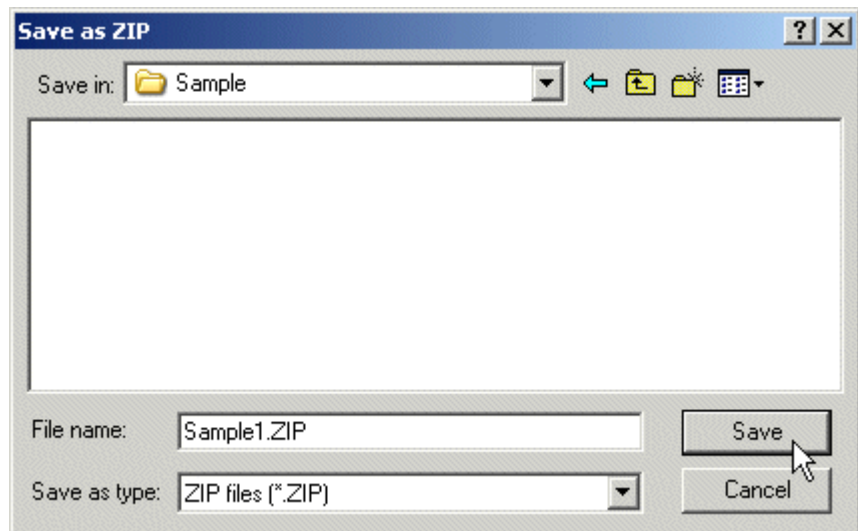 Save as ZIP
Save in: Sample
File name: Sample1.ZIP
Save
Save as type: ZIP files (*.ZIP)
Cancel